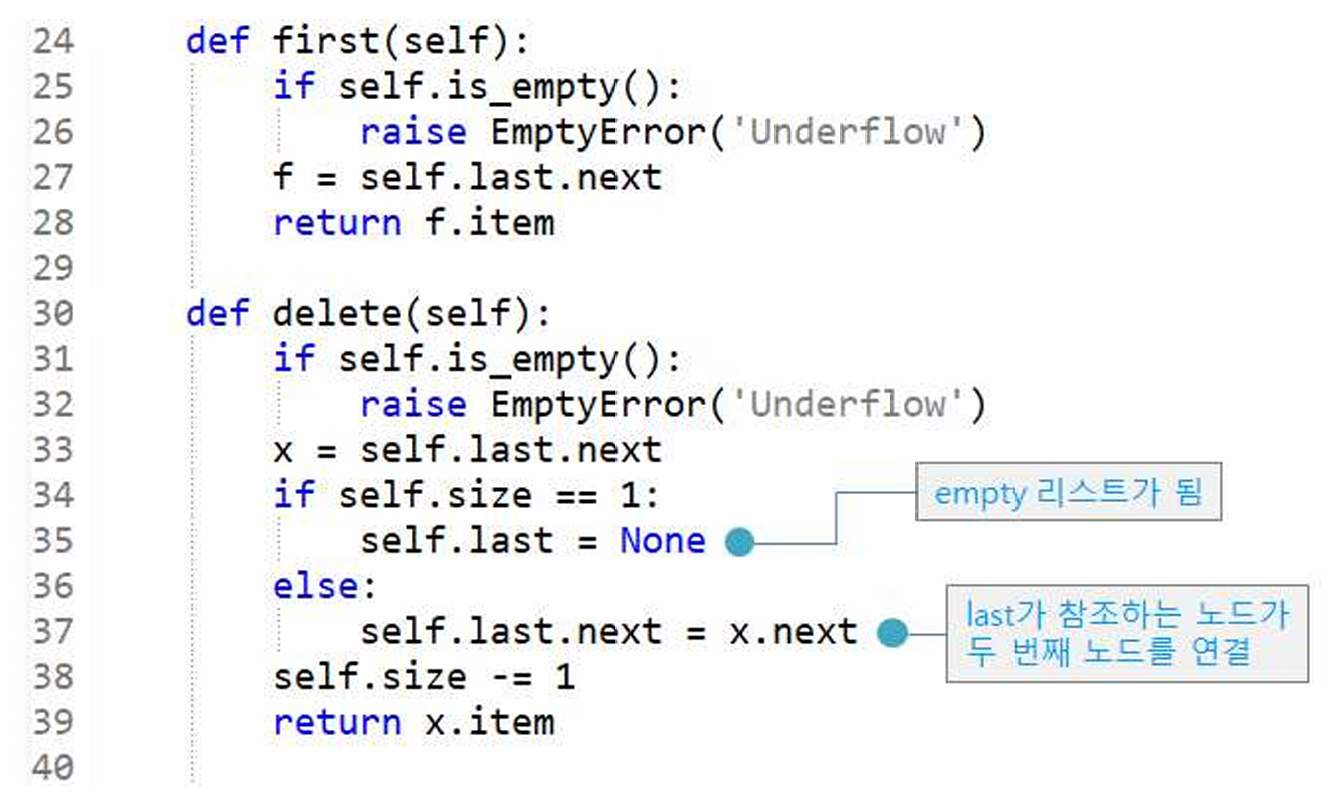 24 def first(self):
25 if self.is_empty():
26 raise EmptyError('Underflow')
27 f = self.last.next
28 return f.item
29
30 def delete(self):
31 if self.is_empty():
32 raise EmptyError('Underflow')
33 x = self.last.next
34 if self.size == 1:
empty 리스트가 됨
35 self.last = None
36 else:
last가 참조하는 노드가
37 self.last.next = x.next
두 번째 노드를 연결
38 self.size -= 1
39 return x.item
40